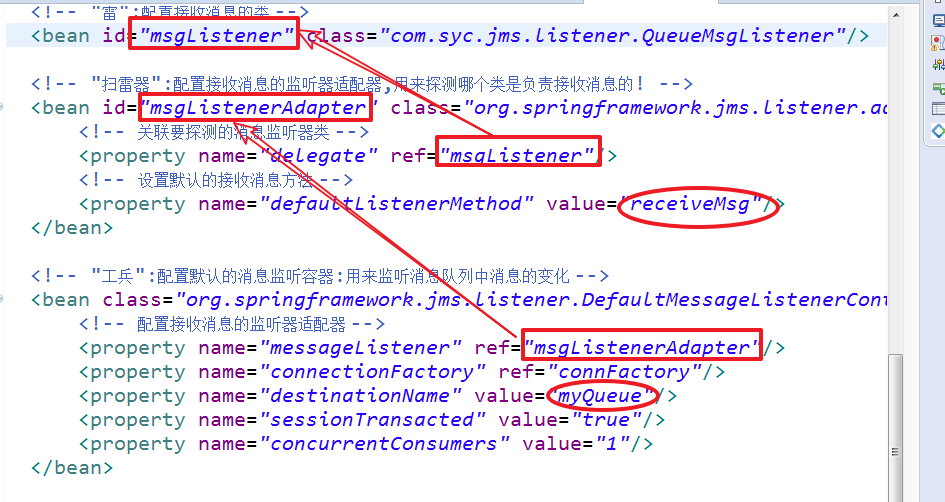 <!-- "雷":配置接收消息的类 -->
<bean id="msgListener" class="com.syc.jms.listener.QueueMsgListener"/>
<!-- "扫雷器":配置接收消息的监听器适配器,用来探测哪个类是负责接收消息的! -->
<bean id="msgListenerAdapter" class="org.springframework.jms.listener.ad
<!-- 关联要探测的消息监听器类 -->
<property name="delegate" ref="msgListener"/>
<!-- 设置默认的接收消息方法 -->
<property name="defaultListenerMethod" value="receiveMsg"/>
</bean>
<!-- "工兵":配置默认的消息监听容器:用来监听消息队列中消息的变化 -->
<bean class="org.springframework.jms.listener.DefaultMessageListenerCont
<!-- 配置接收消息的监听器适配器 -->
<property name="messageListener" ref="msgListenerAdapter"/>
<property name="connectionFactory" ref="connFactory"/>
<property name="destinationName" value="myQueue"/>
<property name="sessionTransacted" value="true"/>
<property name="concurrentConsumers" value="1"/>
</bean>